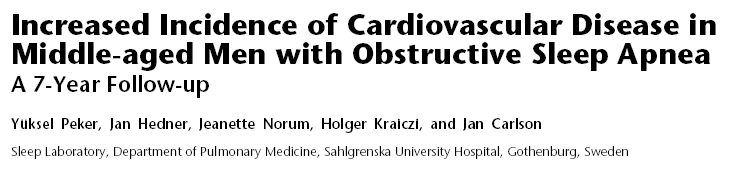 Increased Incidence of Cardiovascular Disease in
Middle-aged Men with Obstructive Sleep Apnea
A 7-Year Follow-up
Yüksel Peker, Jan Hedner, Jeanette Norum, Holger Kraiczi, and Jan Carlson
Sleep Laboratory, Department of Pulmonary Medicine, Sahlgrenska University Hospital, Gothenburg, Sweden